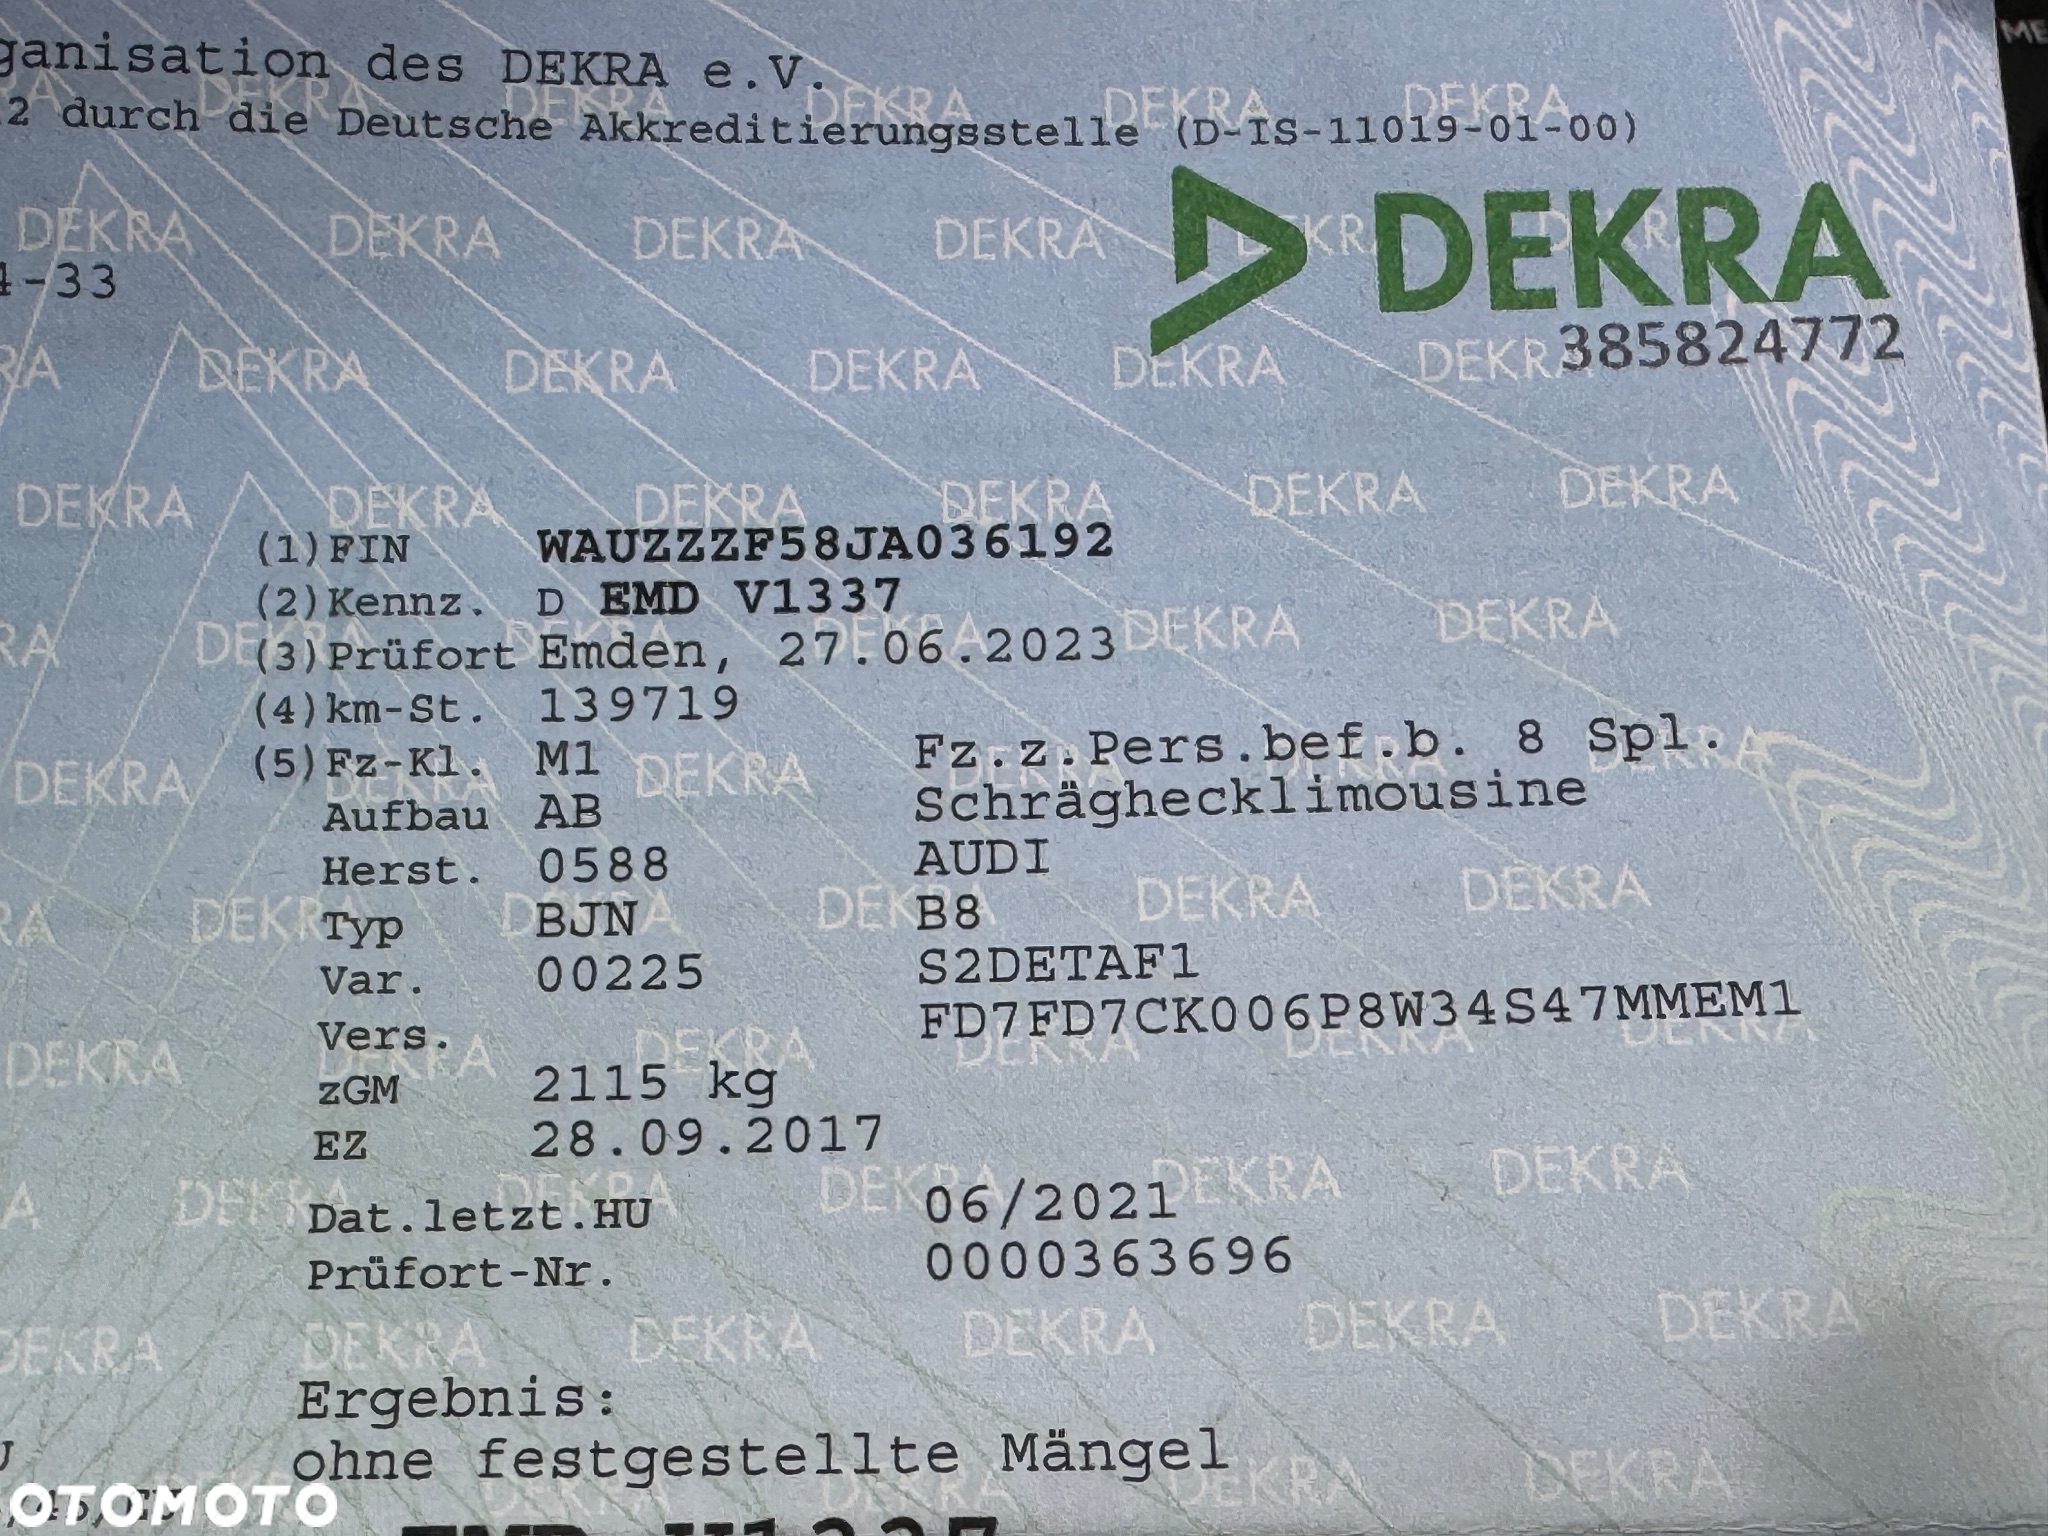 ganisation des DEKRA e.V.
2 durch die Deutsche Akkreditierungsstelle (D-IS-11019-01-00)
-33
DEKRA
385824772
(1) FIN WAUZZZF58JA036192
(2) Kennz. D EMD V1337
(3) Prüfort Emden, 27.06.2023
(4) km-St. 139719
(5) Fz-Kl. M1 Fz.z.Pers.bef.b. 8 Spl.
Aufbau AB Schräghecklimousine
Herst. 0588 AUDI
Typ BJN B8
Var. 00225 S2DETAF1
Vers. FD7FD7CK006P8W34S47MMEM1
zGM 2115 kg
EZ 28.09.2017
Dat.letzt.HU 06/2021
Prüfort-Nr. 0000363696
Ergebnis:
ohne festgestellte Mängel
OTOMOTO